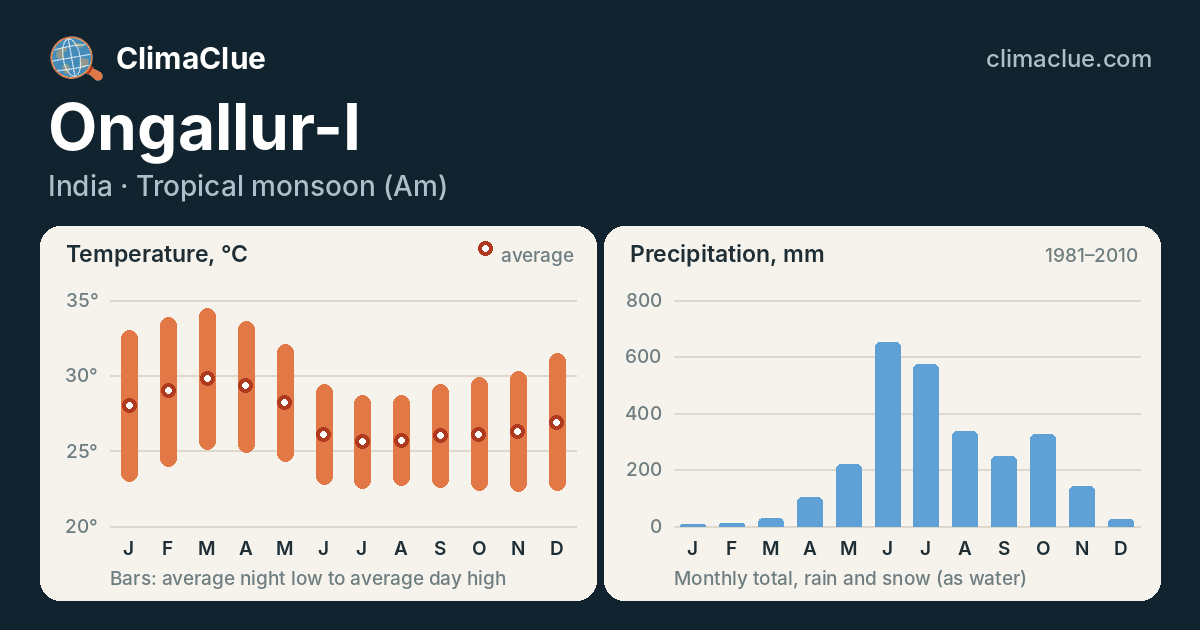 ClimaClue
climaclue.com
Ongallur-I
India · Tropical monsoon (Am)
Temperature, °C
average
35°
30°
25°
20°
J F M A M J J A S O N D
Bars: average night low to average day high
Precipitation, mm
1981–2010
800
600
400
200
0
J F M A M J J A S O N D
Monthly total, rain and snow (as water)